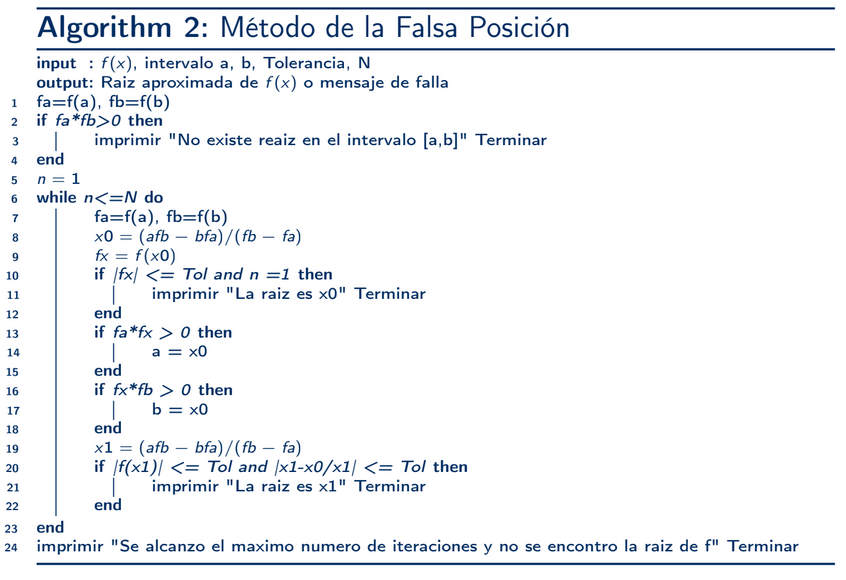 Algorithm 2: Método de la Falsa Posición
input : f(x), intervalo a, b, Tolerancia, N
output: Raiz aproximada de f(x) o mensaje de falla
1 fa=f(a), fb=f(b)
2 if fa*fb>0 then
3 imprimir "No existe reaiz en el intervalo [a,b]" Terminar
4 end
5 n = 1
6 while n<=N do
7 fa=f(a), fb=f(b)
8 x0 = (afb − bfa)/(fb − fa)
9 fx = f(x0)
10 if |fx| <= Tol and n =1 then
11 imprimir "La raiz es x0" Terminar
12 end
13 if fa*fx > 0 then
14 a = x0
15 end
16 if fx*fb > 0 then
17 b = x0
18 end
19 x1 = (afb − bfa)/(fb − fa)
20 if |f(x1)| <= Tol and |x1-x0/x1| <= Tol then
21 imprimir "La raiz es x1" Terminar
22 end
23 end
24 imprimir "Se alcanzo el maximo numero de iteraciones y no se encontro la raiz de f" Terminar